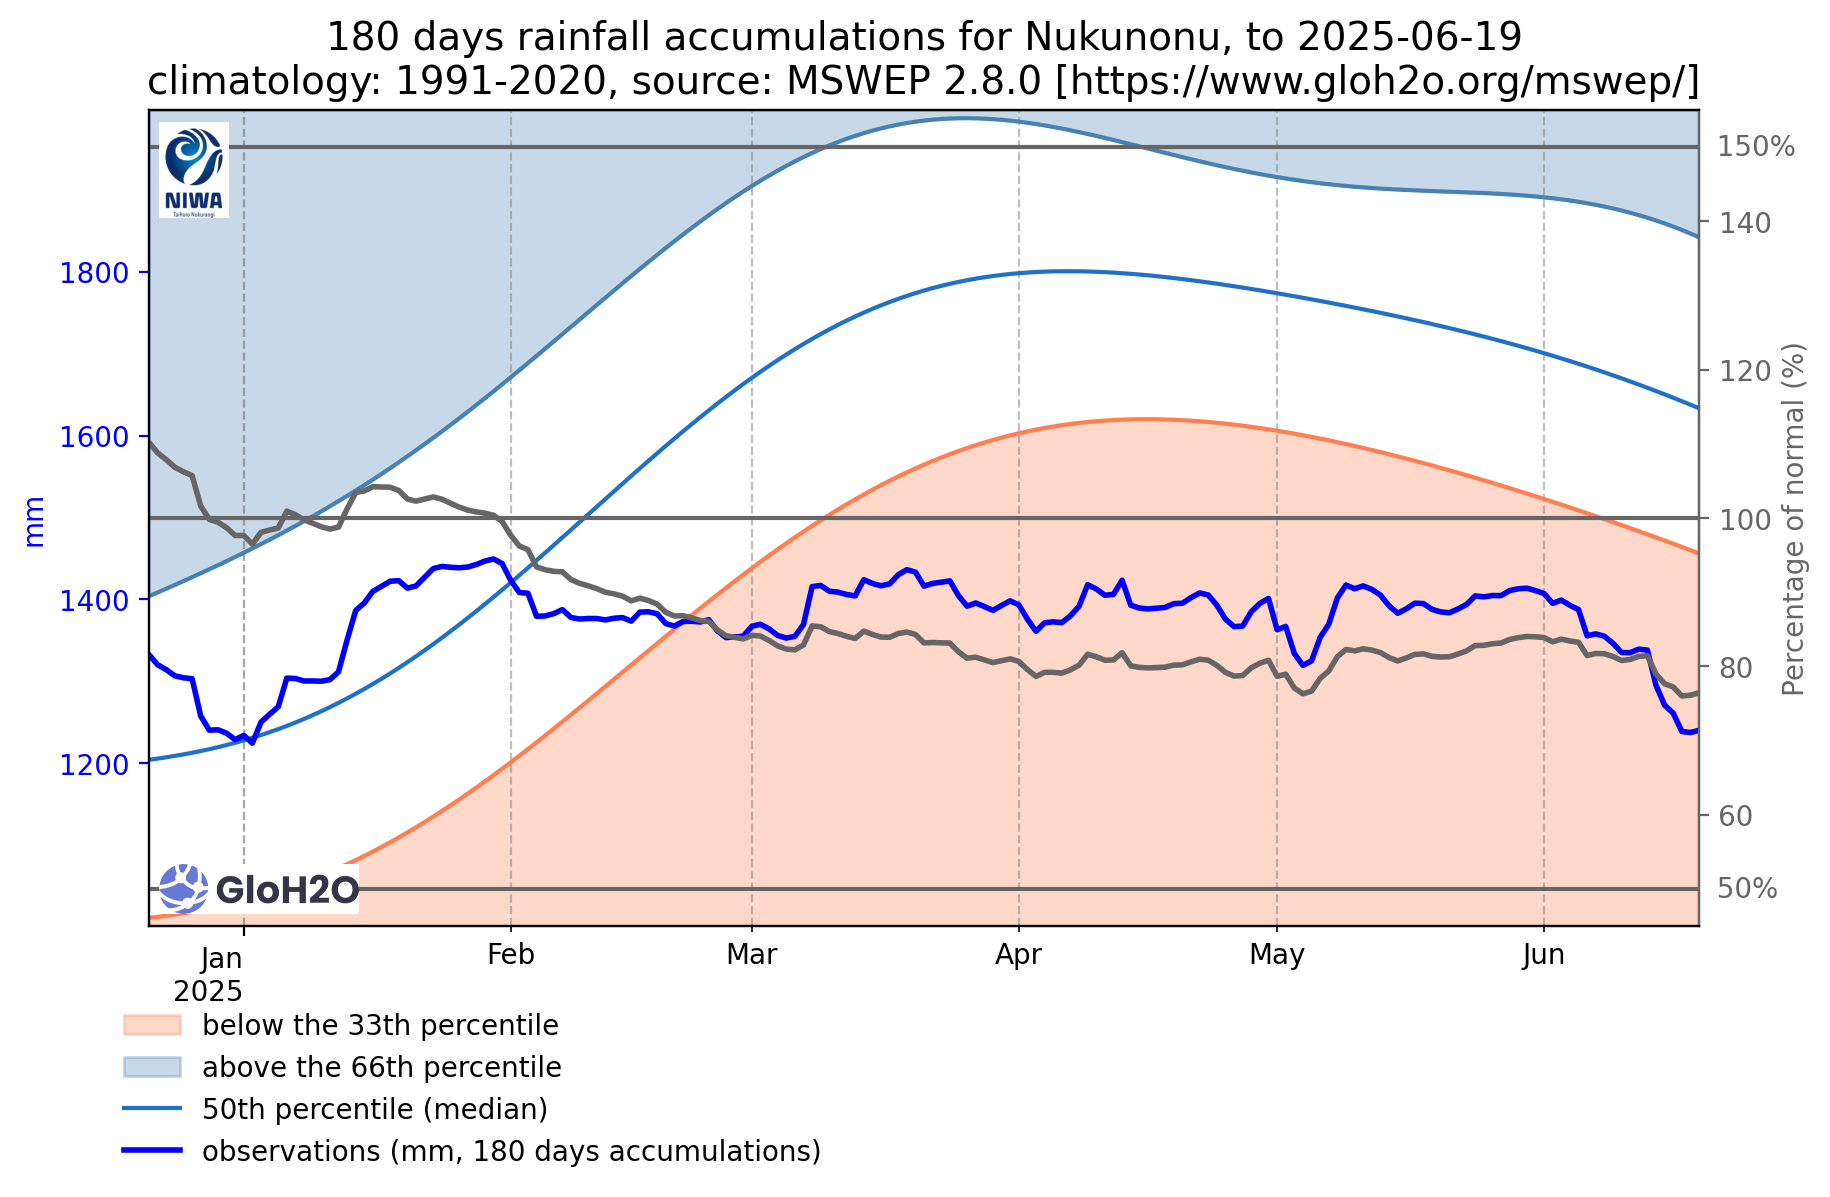 180 days rainfall accumulations for Nukunonu, to 2025-06-19
climatology: 1991-2020, source: MSWEP 2.8.0 [https://www.gloh2o.org/mswep/]
NIWA
Taihoro Nukurangi
1800
1600
1400
1200
mm
150%
140
120
100
80
60
50%
Percentage of normal (%)
GloH2O
Jan
2025
Feb
Mar
Apr
May
Jun
below the 33th percentile
above the 66th percentile
50th percentile (median)
observations (mm, 180 days accumulations)